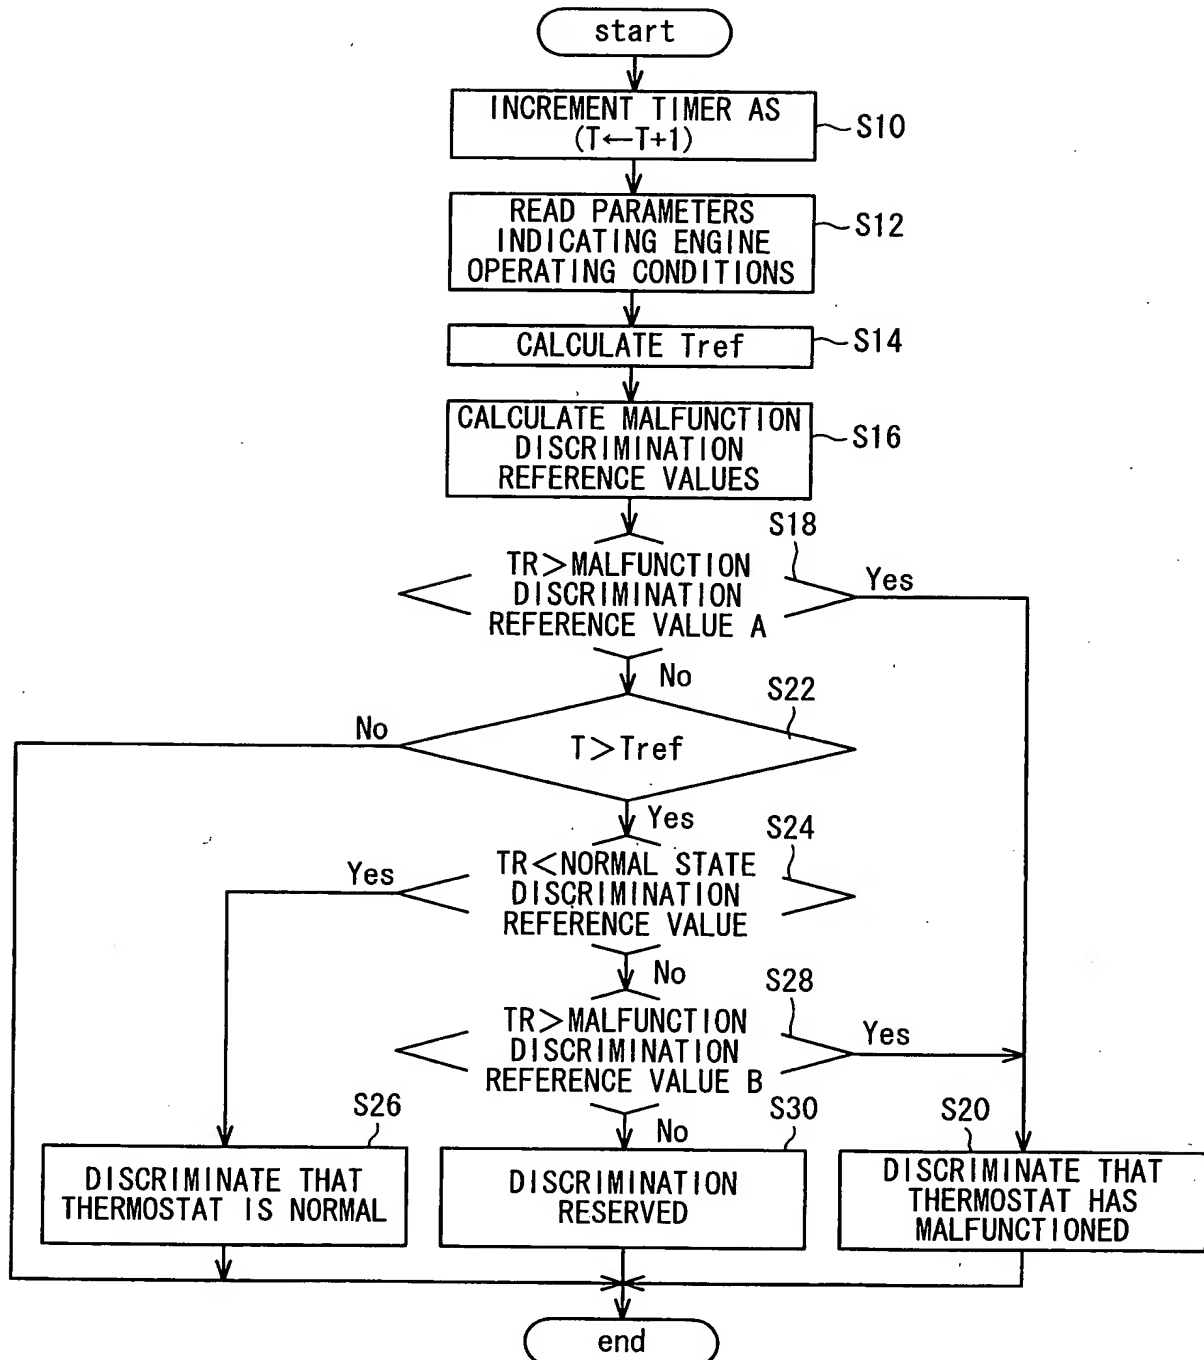 start
INCREMENT TIMER AS
(T←T+1)
S10
READ PARAMETERS
INDICATING ENGINE
OPERATING CONDITIONS
S12
CALCULATE Tref
S14
CALCULATE MALFUNCTION
DISCRIMINATION
REFERENCE VALUES
S16
S18
TR>MALFUNCTION
DISCRIMINATION
REFERENCE VALUE A
Yes
No
S22
No
T>Tref
Yes
S24
Yes
TR<NORMAL STATE
DISCRIMINATION
REFERENCE VALUE
No
S28
TR>MALFUNCTION
DISCRIMINATION
REFERENCE VALUE B
Yes
No
S26
DISCRIMINATE THAT
THERMOSTAT IS NORMAL
S30
DISCRIMINATION
RESERVED
S20
DISCRIMINATE THAT
THERMOSTAT HAS
MALFUNCTIONED
end